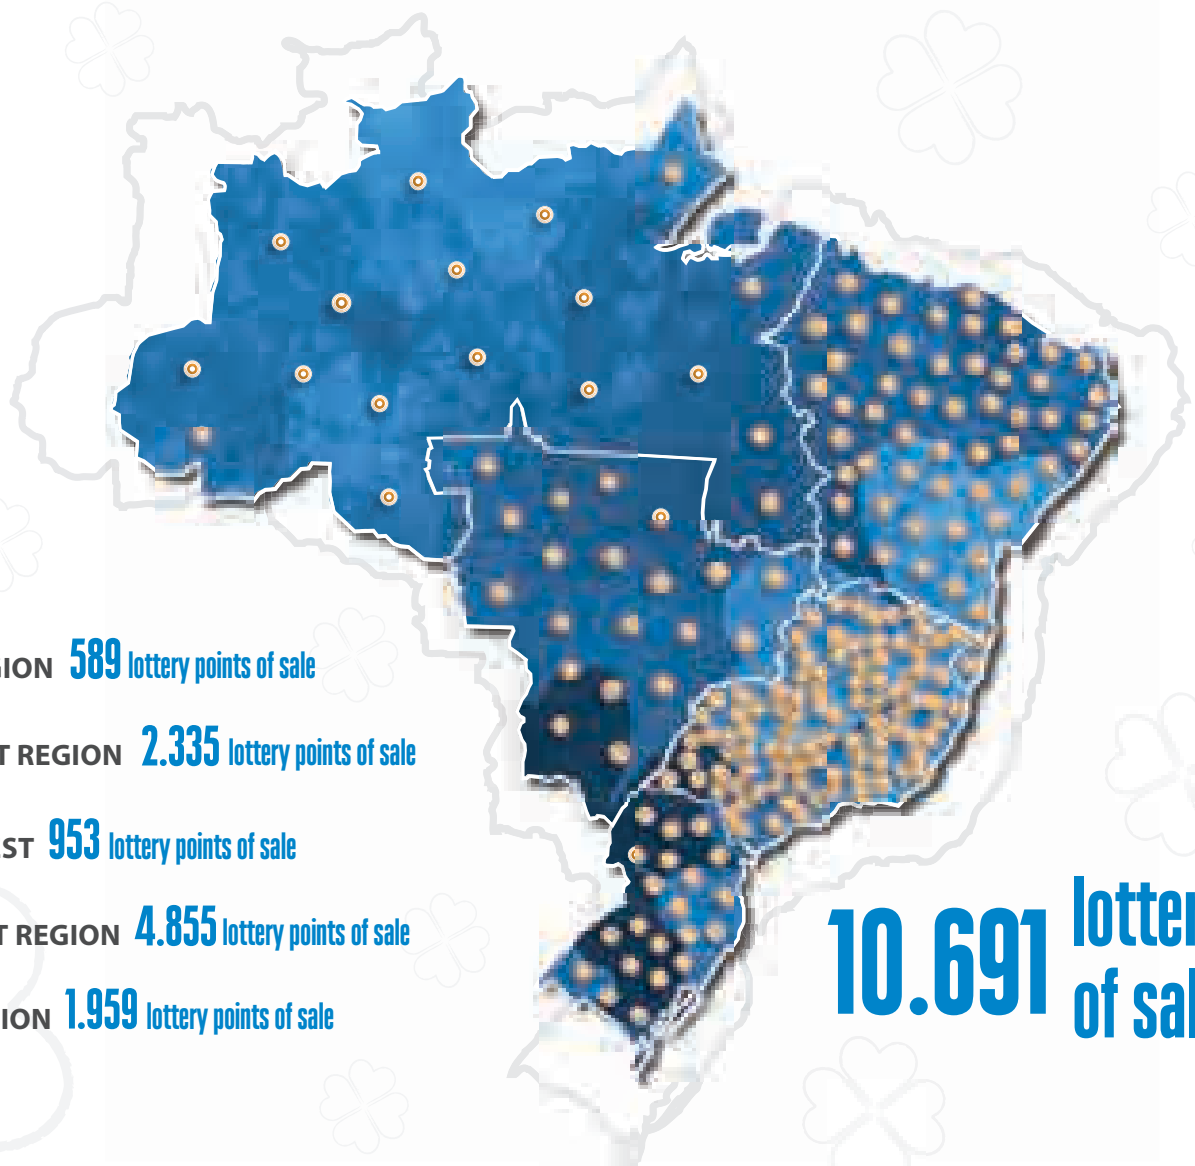 GION 589 lottery points of sale
T REGION 2.335 lottery points of sale
ST 953 lottery points of sale
T REGION 4.855 lottery points of sale
ION 1.959 lottery points of sale
10.691 lotter
of sal